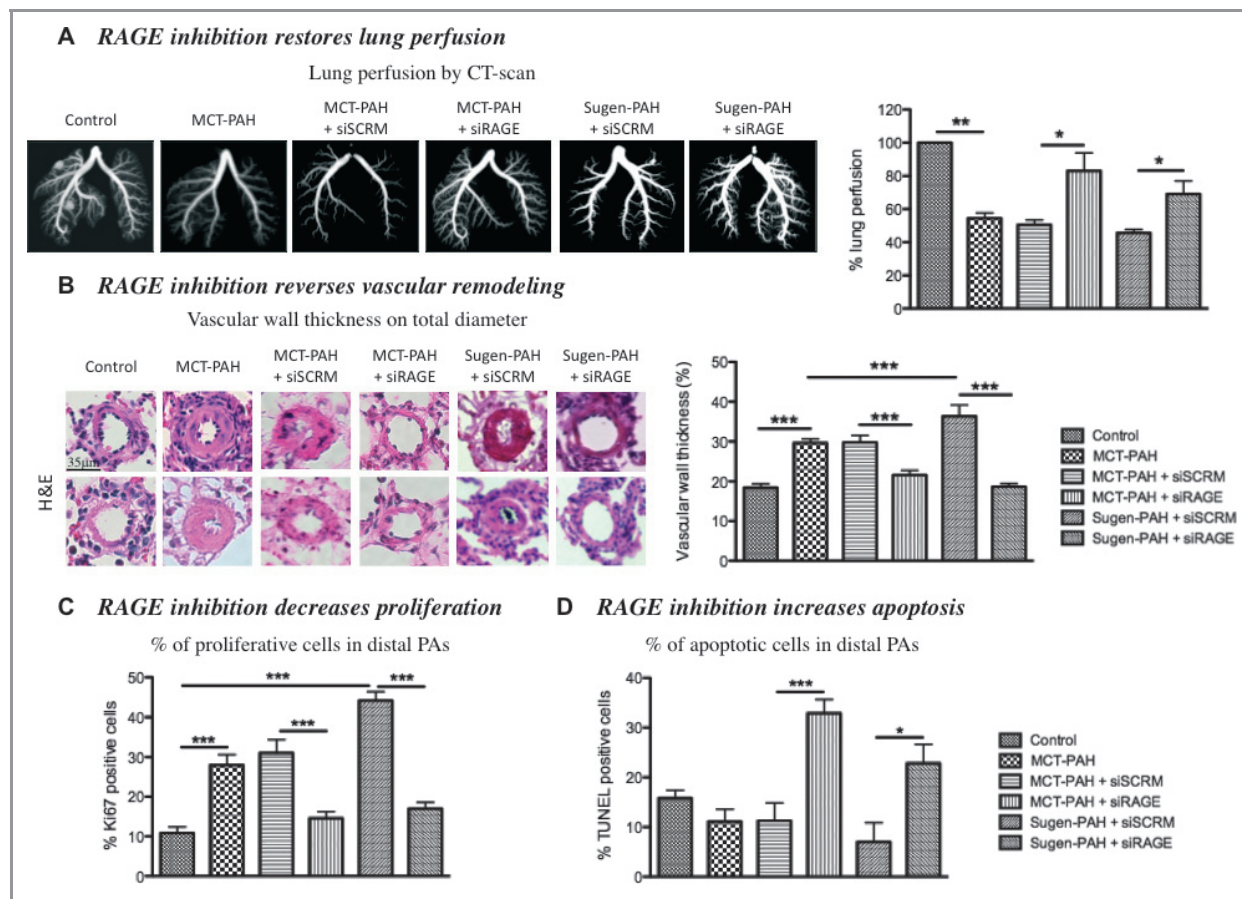 A RAGE inhibition restores lung perfusion
Lung perfusion by CT-scan
Control
MCT-PAH
MCT-PAH
+ siSCRM
MCT-PAH
+ siRAGE
Sugen-PAH
+ siSCRM
Sugen-PAH
+ siRAGE
% lung perfusion
120
100
80
60
40
20
0
**
*
*
B RAGE inhibition reverses vascular remodeling
Vascular wall thickness on total diameter
Control
MCT-PAH
MCT-PAH
+ siSCRM
MCT-PAH
+ siRAGE
Sugen-PAH
+ siSCRM
Sugen-PAH
+ siRAGE
35µm
H&E
Vascular wall thickness (%)
50
40
30
20
10
0
***
***
***
***
Control
MCT-PAH
MCT-PAH + siSCRM
MCT-PAH + siRAGE
Sugen-PAH + siSCRM
Sugen-PAH + siRAGE
C RAGE inhibition decreases proliferation
% of proliferative cells in distal PAs
% Ki67 positive cells
50
40
30
20
10
0
***
***
***
***
D RAGE inhibition increases apoptosis
% of apoptotic cells in distal PAs
% TUNEL positive cells
40
30
20
10
0
***
*
Control
MCT-PAH
MCT-PAH + siSCRM
MCT-PAH + siRAGE
Sugen-PAH + siSCRM
Sugen-PAH + siRAGE